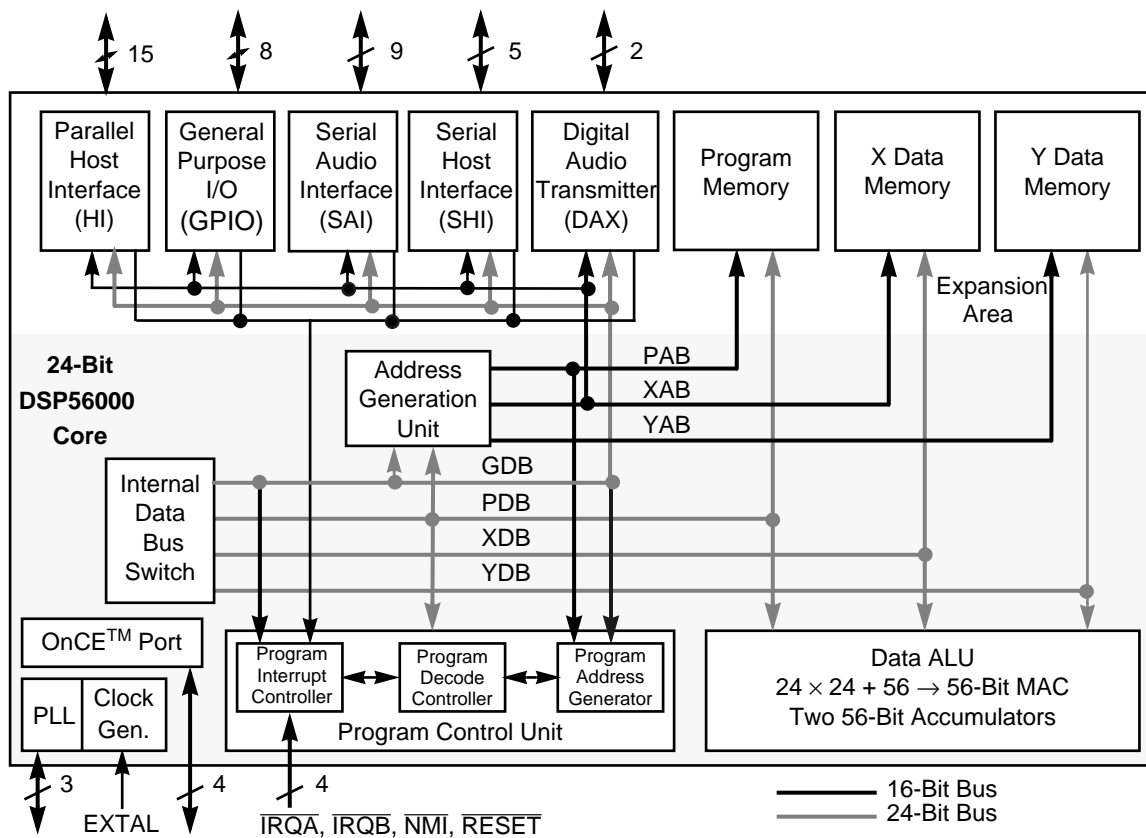 15
8
9
5
2
Parallel
Host
Interface
(HI)
General
Purpose
I/O
(GPIO)
Serial
Audio
Interface
(SAI)
Serial
Host
Interface
(SHI)
Digital
Audio
Transmitter
(DAX)
Program
Memory
X Data
Memory
Y Data
Memory
Expansion
Area
24-Bit
DSP56000
Core
Address
Generation
Unit
PAB
XAB
YAB
Internal
Data
Bus
Switch
GDB
PDB
XDB
YDB
OnCE™ Port
PLL
Clock
Gen.
Program
Interrupt
Controller
Program
Decode
Controller
Program
Address
Generator
Program Control Unit
Data ALU
24 × 24 + 56 → 56-Bit MAC
Two 56-Bit Accumulators
3
EXTAL
4
4
IRQA, IRQB, NMI, RESET
16-Bit Bus
24-Bit Bus